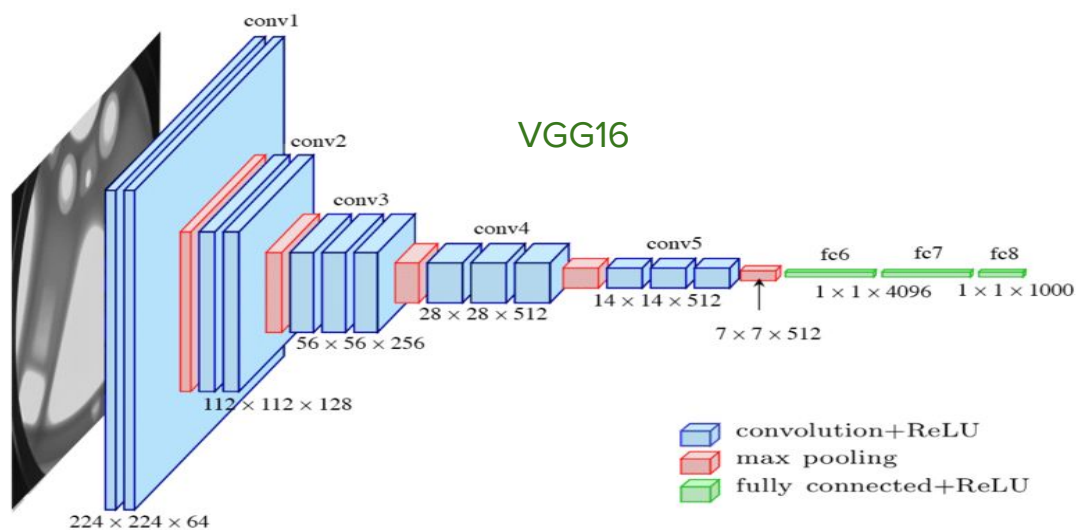 conv1
VGG16
conv2
conv3
conv4
conv5
fc6
fc7
fc8
1 × 1 × 4096
1 × 1 × 1000
14 × 14 × 512
28 × 28 × 512
7 × 7 × 512
56 × 56 × 256
112 × 112 × 128
convolution+ReLU
max pooling
fully connected+ReLU
224 × 224 × 64